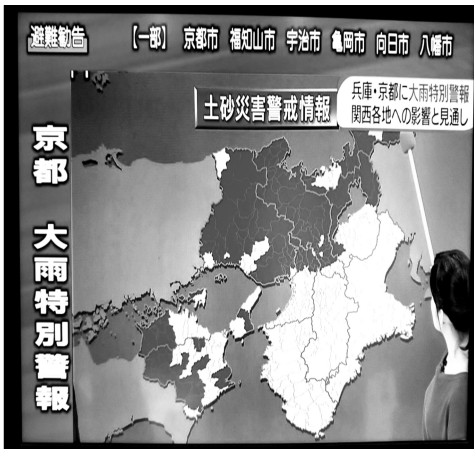 避難勧告 【一部】 京都市 福知山市 宇治市 亀岡市 向日市 八幡市
兵庫・京都に大雨特別警報
関西各地への影響と見通し
土砂災害警戒情報
京都 大雨特別警報